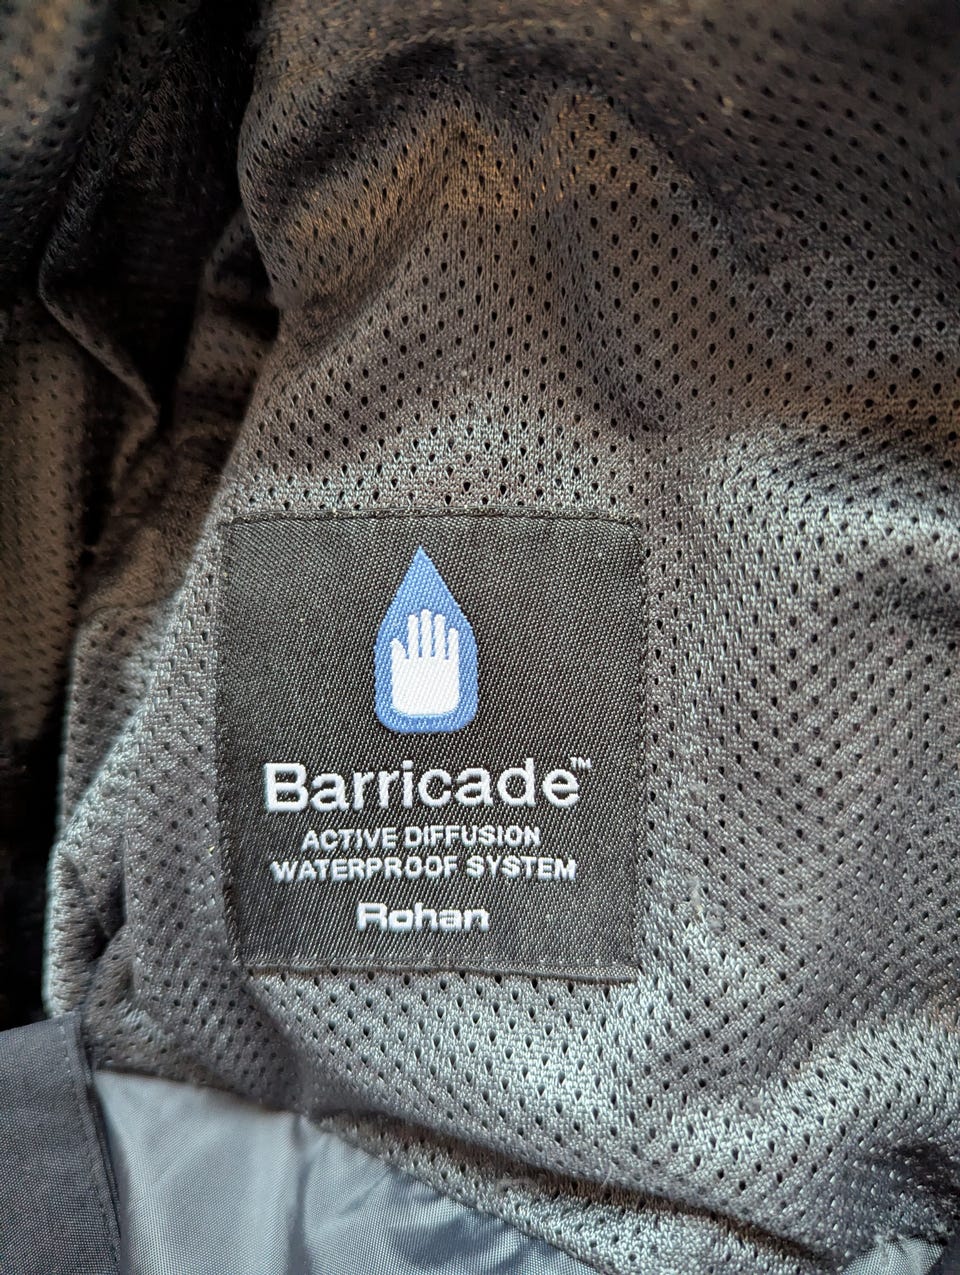 Barricade™
ACTIVE DIFFUSION
WATERPROOF SYSTEM
Rohan